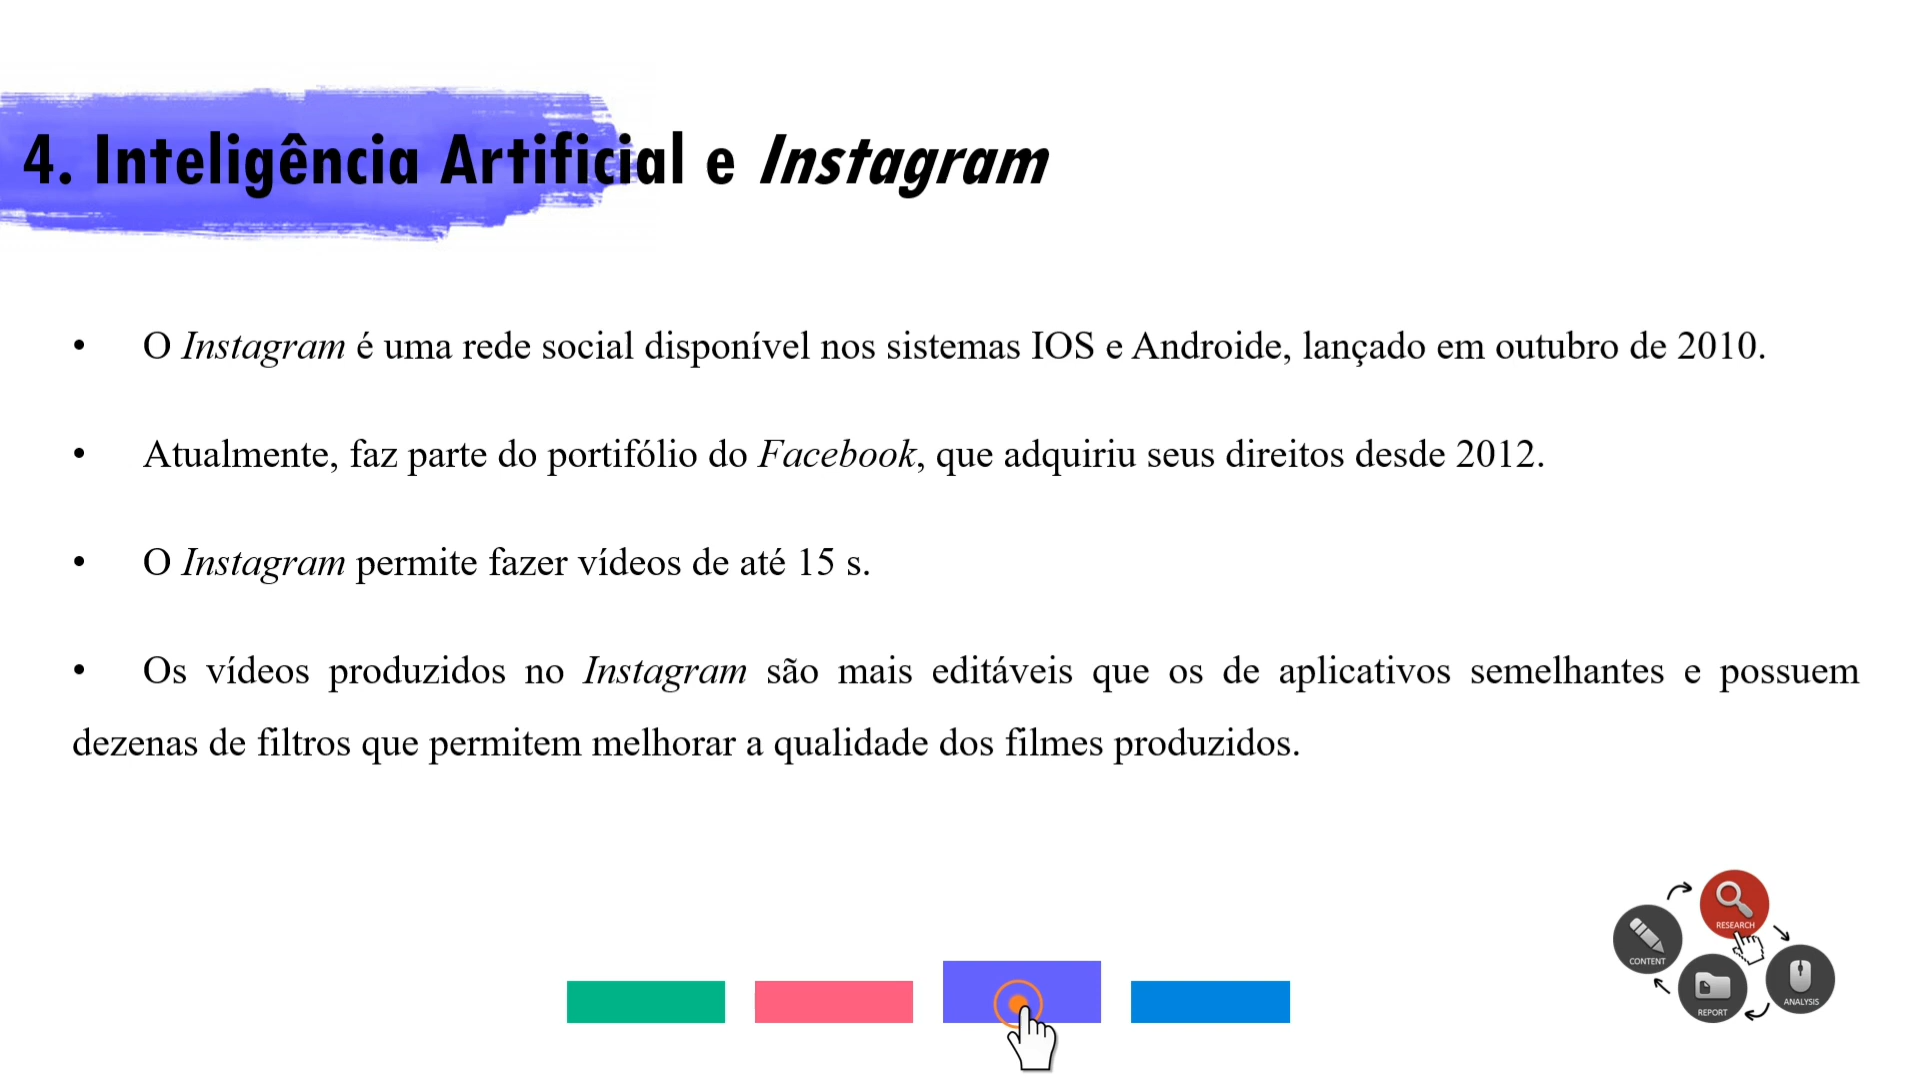 4. Inteligência Artificial e Instagram
• O Instagram é uma rede social disponível nos sistemas IOS e Androide, lançado em outubro de 2010.
• Atualmente, faz parte do portifólio do Facebook, que adquiriu seus direitos desde 2012.
• O Instagram permite fazer vídeos de até 15 s.
• Os vídeos produzidos no Instagram são mais editáveis que os de aplicativos semelhantes e possuem
dezenas de filtros que permitem melhorar a qualidade dos filmes produzidos.
RESEARCH
CONTENT
ANALYSIS
REPORT